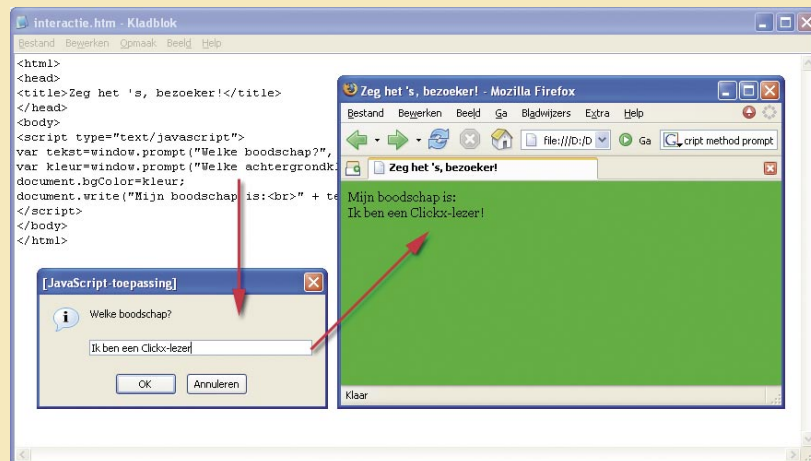 interactie.htm - Kladblok
Bestand Bewerken Opmaak Beeld Help
<html>
<head>
<title>Zeg het 's, bezoeker!</title>
</head>
<body>
<script type="text/javascript">
var tekst=window.prompt("Welke boodschap?",
var kleur=window.prompt("Welke
document.bgColor=kleur;
document.write("Mijn boodschap is:<br>" +
</script>
</body>
</html>
Zeg het 's, bezoeker! - Mozilla Firefox
Bestand Bewerken Beeld Ga Bladwijzers Extra Help
file:///D:/D Ga cript method prompt
Zeg het 's, bezoeker!
Mijn boodschap is:
Ik ben een Clickx-lezer!
Klaar
[JavaScript-toepassing]
Welke boodschap?
Ik ben een Clickx-lezer
OK Annuleren